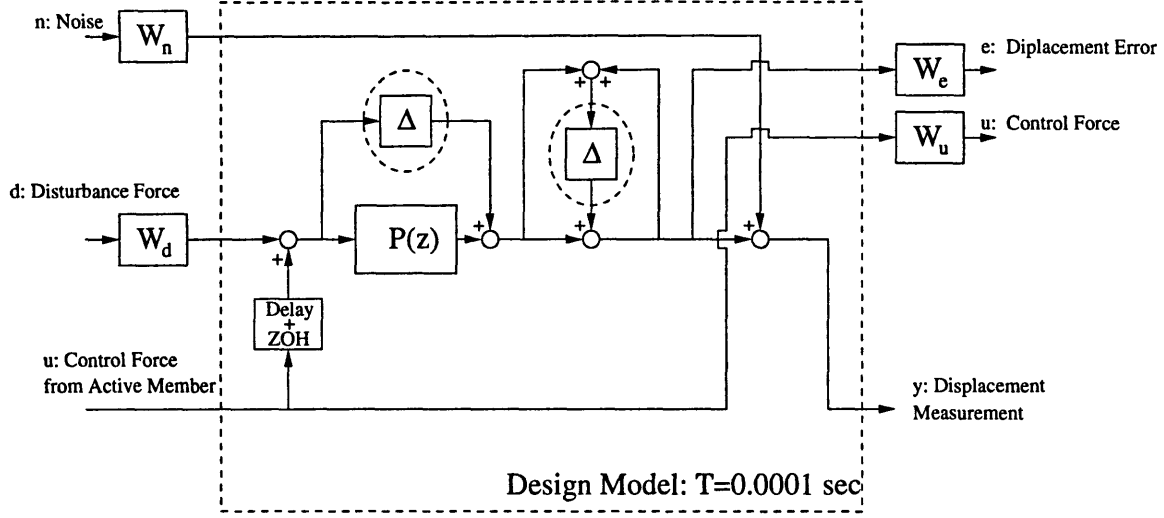 n: Noise
W_n
e: Diplacement Error
W_e
u: Control Force
W_u
+ +
Δ
Δ
d: Disturbance Force
W_d
+
P(z)
+
+
+
Delay
+
ZOH
u: Control Force
from Active Member
y: Displacement
Measurement
Design Model: T=0.0001 sec